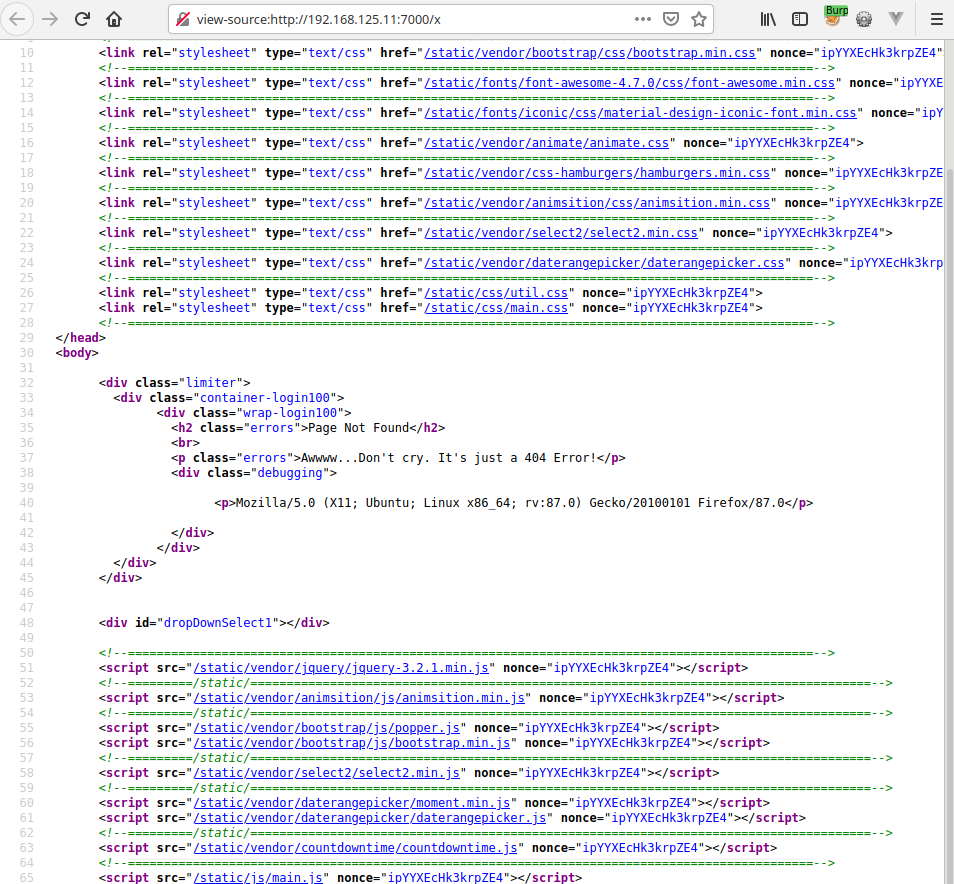 Burp
view-source:http://192.168.125.11:7000/x
10 <link rel="stylesheet" type="text/css" href="/static/vendor/bootstrap/css/bootstrap.min.css" nonce="ipYYXEcHk3krpZE4"
11 <!--===============================================================================================-->
12 <link rel="stylesheet" type="text/css" href="/static/fonts/font-awesome-4.7.0/css/font-awesome.min.css" nonce="ipYYXE
13 <!--===============================================================================================-->
14 <link rel="stylesheet" type="text/css" href="/static/fonts/iconic/css/material-design-iconic-font.min.css" nonce="ipY
15 <!--===============================================================================================-->
16 <link rel="stylesheet" type="text/css" href="/static/vendor/animate/animate.css" nonce="ipYYXEcHk3krpZE4">
17 <!--===============================================================================================-->
18 <link rel="stylesheet" type="text/css" href="/static/vendor/css-hamburgers/hamburgers.min.css" nonce="ipYYXEcHk3krpZE
19 <!--===============================================================================================-->
20 <link rel="stylesheet" type="text/css" href="/static/vendor/animsition/css/animsition.min.css" nonce="ipYYXEcHk3krpZE
21 <!--===============================================================================================-->
22 <link rel="stylesheet" type="text/css" href="/static/vendor/select2/select2.min.css" nonce="ipYYXEcHk3krpZE4">
23 <!--===============================================================================================-->
24 <link rel="stylesheet" type="text/css" href="/static/vendor/daterangepicker/daterangepicker.css" nonce="ipYYXEcHk3krp
25 <!--===============================================================================================-->
26 <link rel="stylesheet" type="text/css" href="/static/css/util.css" nonce="ipYYXEcHk3krpZE4">
27 <link rel="stylesheet" type="text/css" href="/static/css/main.css" nonce="ipYYXEcHk3krpZE4">
28 <!--===============================================================================================-->
29 </head>
30 <body>
31
32 <div class="limiter">
33 <div class="container-login100">
34 <div class="wrap-login100">
35 <h2 class="errors">Page Not Found</h2>
36 <br>
37 <p class="errors">Awwww...Don't cry. It's just a 404 Error!</p>
38 <div class="debugging">
39
40 <p>Mozilla/5.0 (X11; Ubuntu; Linux x86_64; rv:87.0) Gecko/20100101 Firefox/87.0</p>
41
42 </div>
43 </div>
44 </div>
45 </div>
46
47
48 <div id="dropDownSelect1"></div>
49
50 <!--===============================================================================================-->
51 <script src="/static/vendor/jquery/jquery-3.2.1.min.js" nonce="ipYYXEcHk3krpZE4"></script>
52 <!--=========/static/======================================================================================-->
53 <script src="/static/vendor/animsition/js/animsition.min.js" nonce="ipYYXEcHk3krpZE4"></script>
54 <!--=========/static/======================================================================================-->
55 <script src="/static/vendor/bootstrap/js/popper.js" nonce="ipYYXEcHk3krpZE4"></script>
56 <script src="/static/vendor/bootstrap/js/bootstrap.min.js" nonce="ipYYXEcHk3krpZE4"></script>
57 <!--=========/static/======================================================================================-->
58 <script src="/static/vendor/select2/select2.min.js" nonce="ipYYXEcHk3krpZE4"></script>
59 <!--=========/static/======================================================================================-->
60 <script src="/static/vendor/daterangepicker/moment.min.js" nonce="ipYYXEcHk3krpZE4"></script>
61 <script src="/static/vendor/daterangepicker/daterangepicker.js" nonce="ipYYXEcHk3krpZE4"></script>
62 <!--=========/static/======================================================================================-->
63 <script src="/static/vendor/countdowntime/countdowntime.js" nonce="ipYYXEcHk3krpZE4"></script>
64 <!--===============================================================================================-->
65 <script src="/static/js/main.js" nonce="ipYYXEcHk3krpZE4"></script>